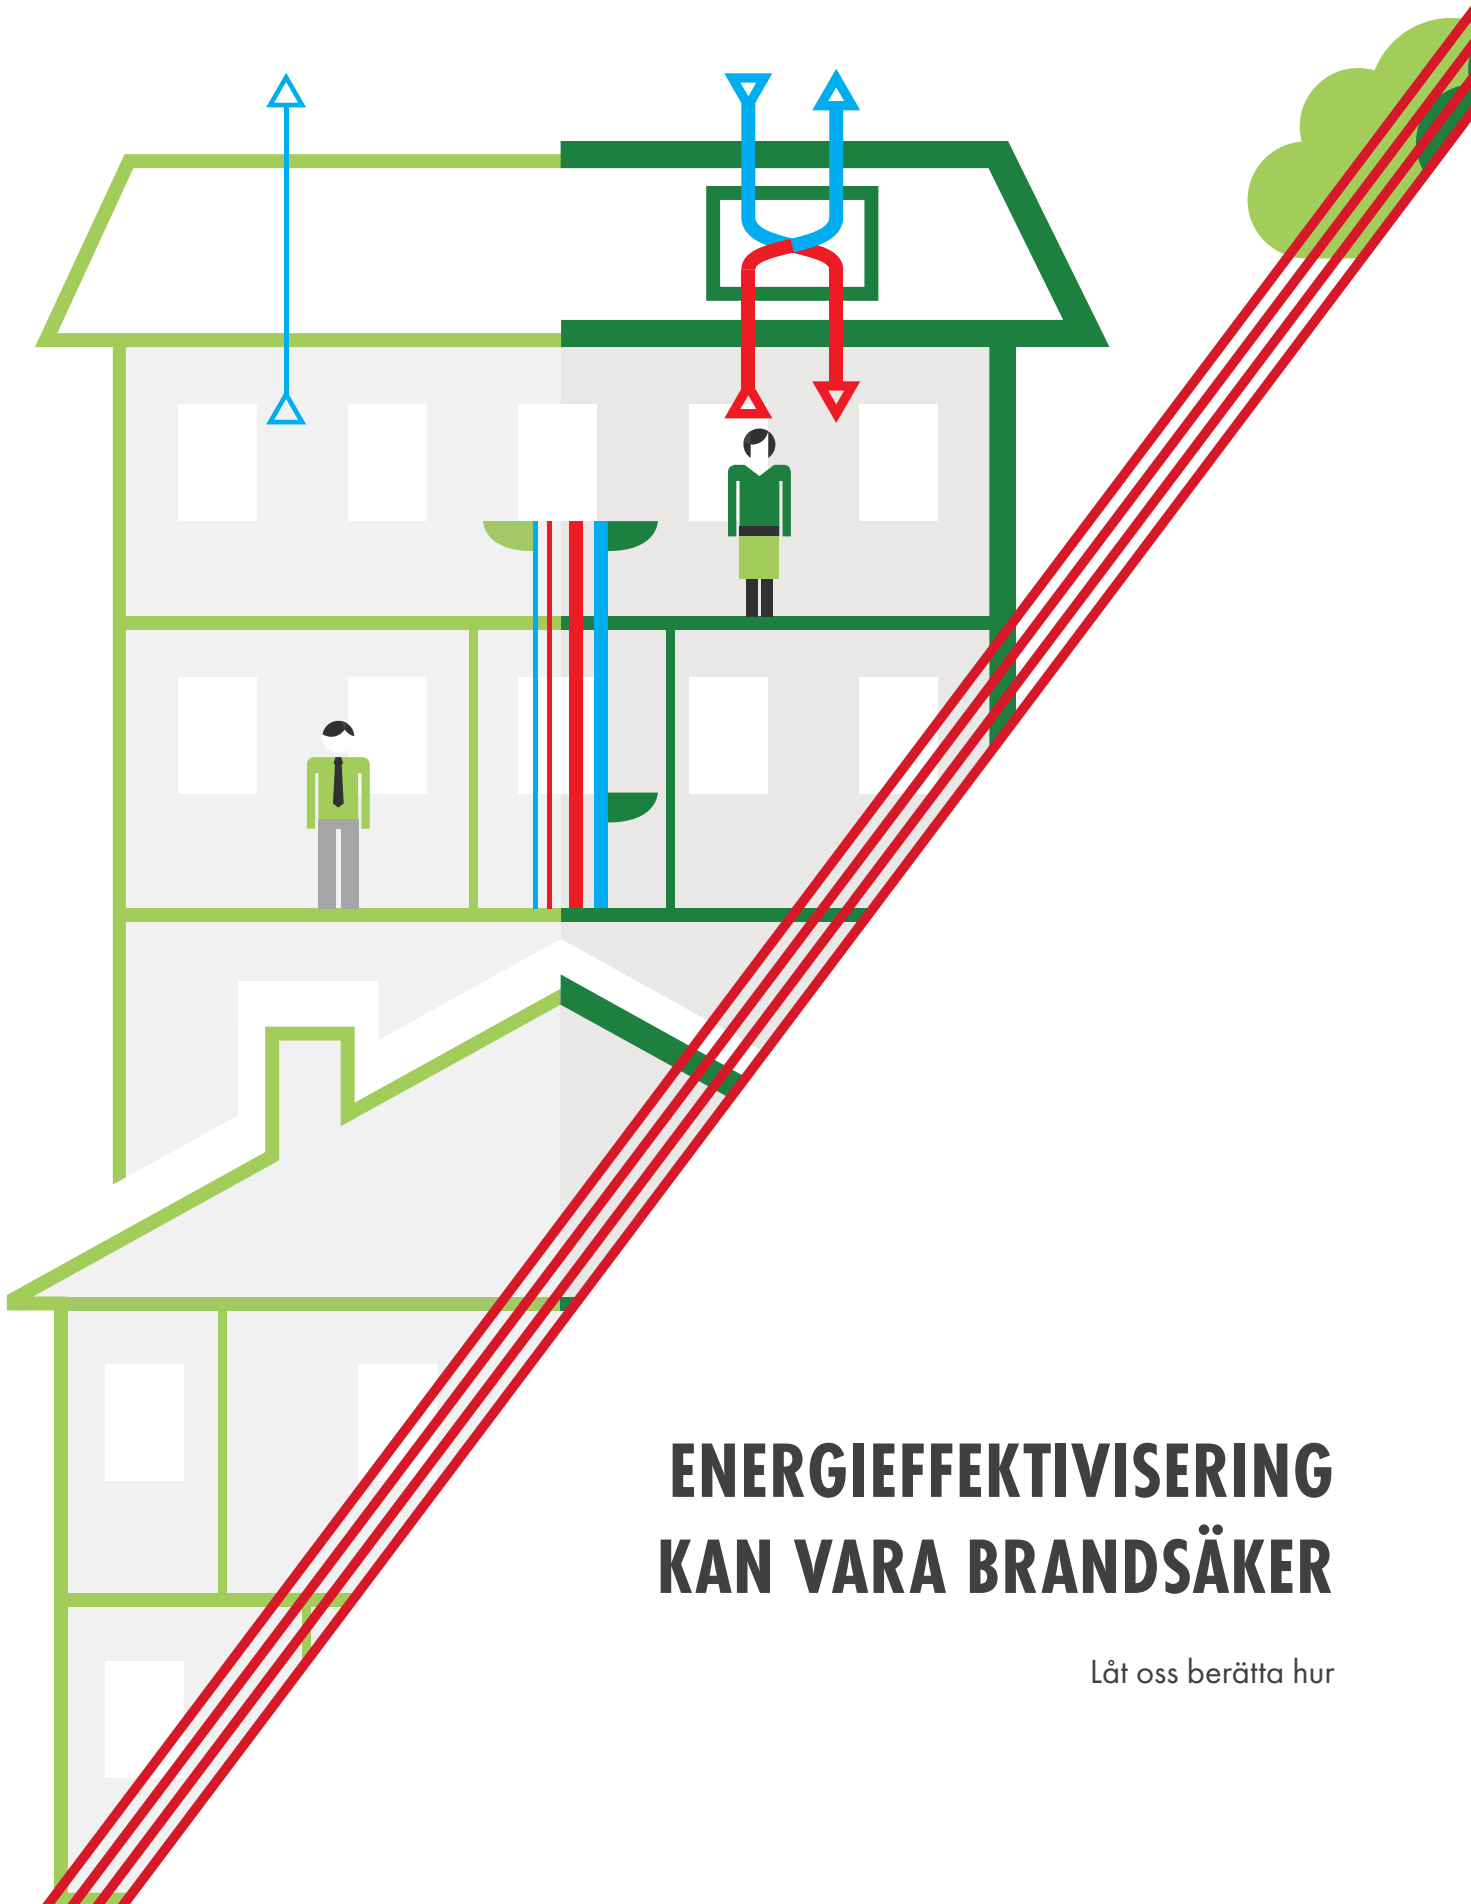 ENERGIEFFEKTIVISERING
KAN VARA BRANDSÄKER
Låt oss berätta hur